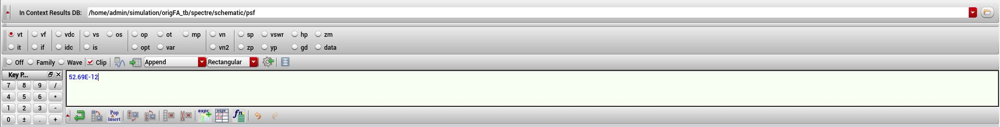 In Context Results DB: /home/admin/simulation/origFA_tb/spectre/schematic/psf
vt vf vdc vs os op ot mp vn sp vswr hp zm
it if idc is opt var vn2 zp yp gd data
Off Family Wave Clip Append Rectangular
Key P...
52.69E-12
7 8 9 /
4 5 6 *
1 2 3 -
0 ± . +
Pop & insert expr expr fn